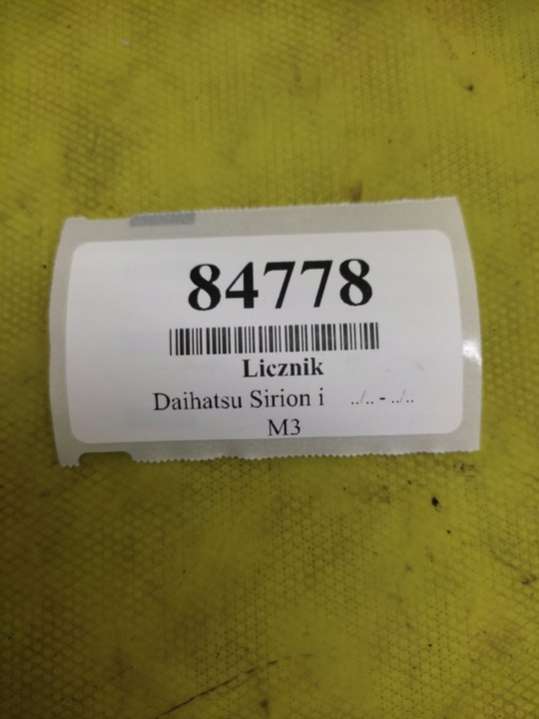 84778
Licznik
Daihatsu Sirion i ../.. - ../..
M3